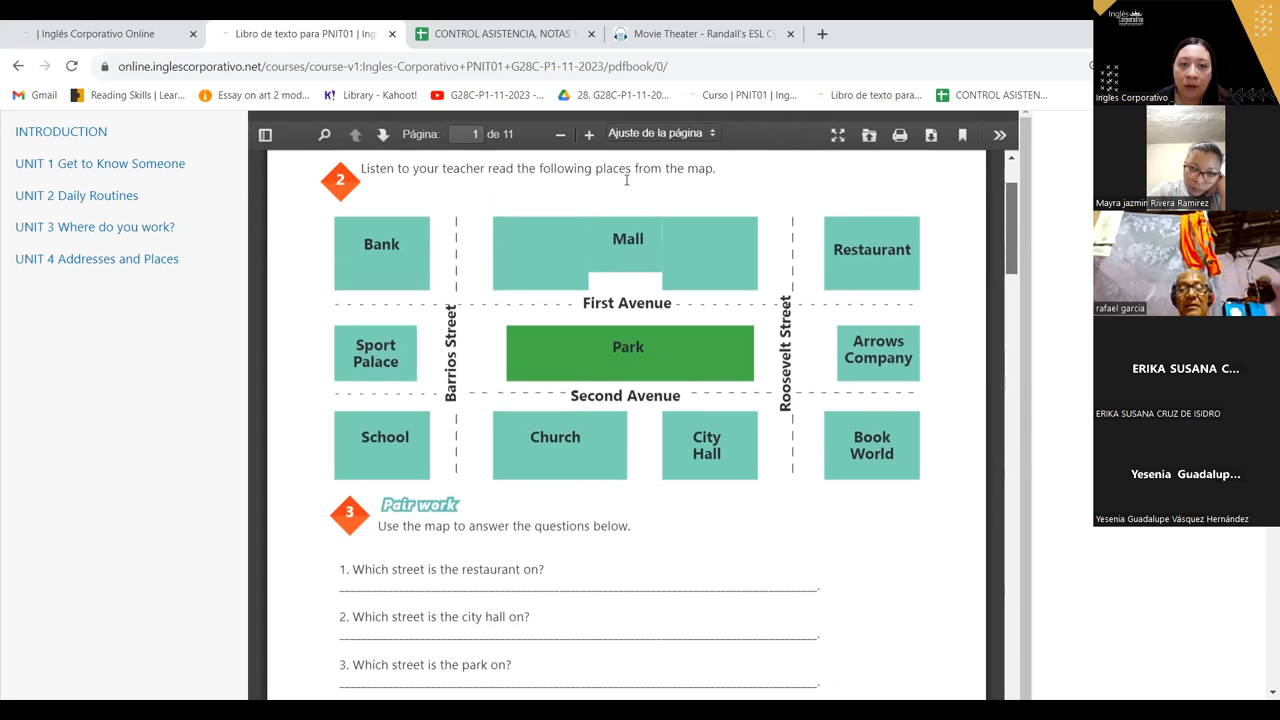 | Inglés Corporativo Online
Libro de texto para PNIT01 | Ing
CONTROL ASISTENCIA, NOTAS
Movie Theater - Randall's ESL Cy
online.inglescorporativo.net/courses/course-v1:Ingles-Corporativo+PNIT01+G28C-P1-11-2023/pdfbook/0/
Gmail
Reading Skills | Lear...
Essay on art 2 mod...
Library - Kahoot!
G28C-P1-11-2023 -...
28. G28C-P1-11-20...
Curso | PNIT01 | Ing...
Libro de texto para...
CONTROL ASISTEN...
INTRODUCTION
UNIT 1 Get to Know Someone
UNIT 2 Daily Routines
UNIT 3 Where do you work?
UNIT 4 Addresses and Places
Página: 1 de 11
Ajuste de la página
2 Listen to your teacher read the following places from the map.
Bank
Mall
Restaurant
First Avenue
Barrios Street
Roosevelt Street
Sport
Palace
Park
Arrows
Company
Second Avenue
School
Church
City
Hall
Book
World
3 Pair work
Use the map to answer the questions below.
1. Which street is the restaurant on?
2. Which street is the city hall on?
3. Which street is the park on?
Inglés
Corporativo
Ingles Corporativo
Mayra jazmin Rivera Ramirez
rafael garcia
ERIKA SUSANA C...
ERIKA SUSANA CRUZ DE ISIDRO
Yesenia Guadalup...
Yesenia Guadalupe Vásquez Hernández